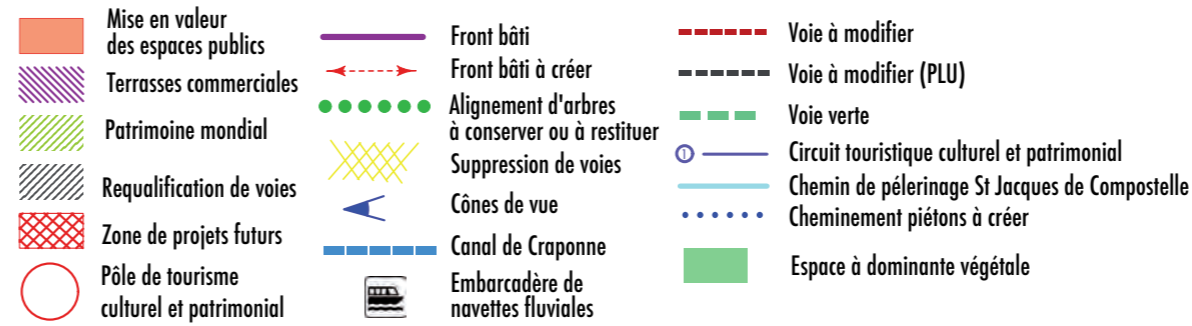 Mise en valeur
des espaces publics
Terrasses commerciales
Patrimoine mondial
Requalification de voies
Zone de projets futurs
Pôle de tourisme
culturel et patrimonial
Front bâti
Front bâti à créer
Alignement d'arbres
à conserver ou à restituer
Suppression de voies
Cônes de vue
Canal de Craponne
Embarcadère de
navettes fluviales
Voie à modifier
Voie à modifier (PLU)
Voie verte
1 Circuit touristique culturel et patrimonial
Chemin de pélerinage St Jacques de Compostelle
Cheminement piétons à créer
Espace à dominante végétale